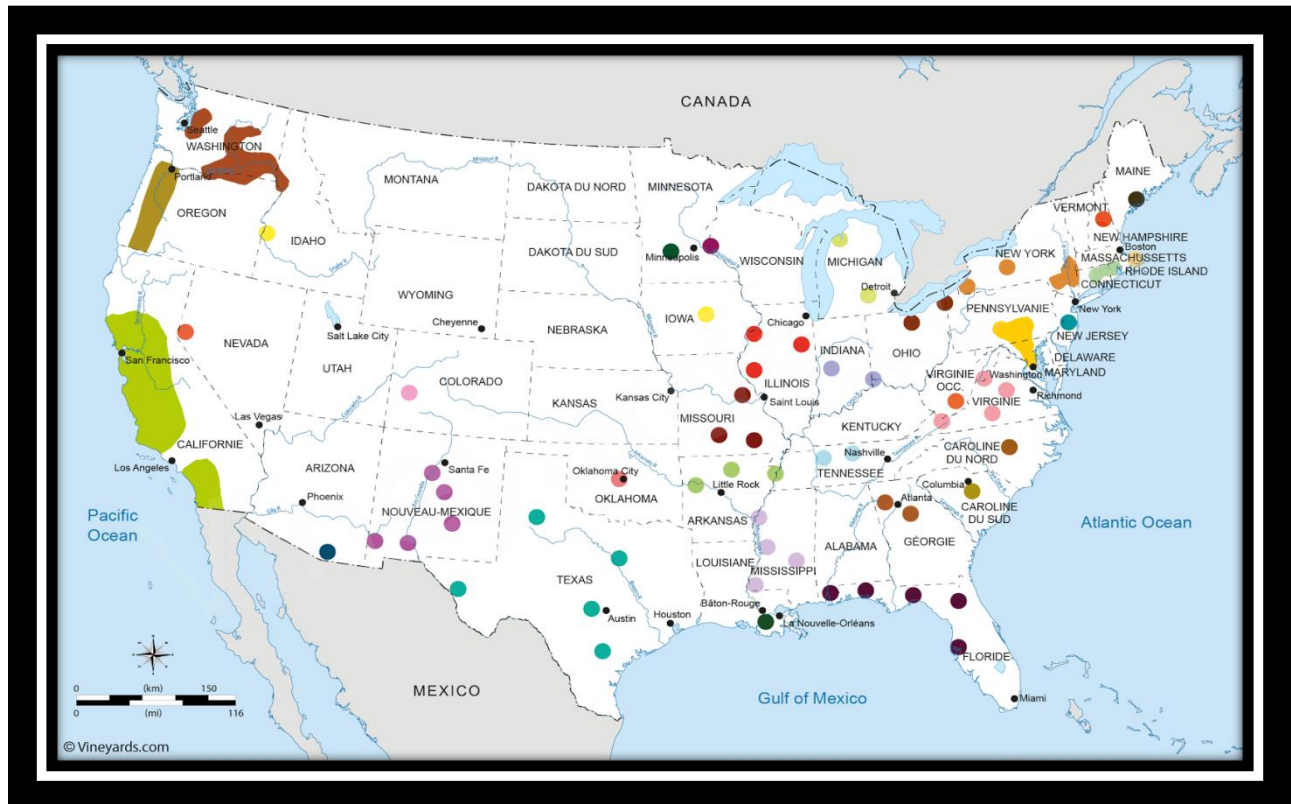 CANADA
Seattle
WASHINGTON
Portland
OREGON
IDAHO
MONTANA
DAKOTA DU NORD
MINNESOTA
Minneapolis
DAKOTA DU SUD
WISCONSIN
MICHIGAN
Detroit
MAINE
VERMONT
NEW HAMPSHIRE
Boston
NEW YORK
MASSACHUSSETTS
RHODE ISLAND
CONNECTICUT
New York
PENNSYLVANIE
NEW JERSEY
DELAWARE
MARYLAND
Washington
WYOMING
Cheyenne
NEBRASKA
IOWA
Chicago
INDIANA
OHIO
ILLINOIS
Salt Lake City
NEVADA
UTAH
San Francisco
COLORADO
KANSAS
Kansas City
Saint Louis
MISSOURI
VIRGINIE
OCC.
VIRGINIE
Richmond
KENTUCKY
Las Vegas
CALIFORNIE
Los Angeles
ARIZONA
Phoenix
Santa Fe
NOUVEAU-MEXIQUE
Oklahoma City
OKLAHOMA
Little Rock
ARKANSAS
Nashville
TENNESSEE
CAROLINE
DU NORD
Columbia
CAROLINE
DU SUD
Atlanta
GÉORGIE
ALABAMA
MISSISSIPPI
LOUISIANE
TEXAS
Austin
Houston
Bâton-Rouge
La Nouvelle-Orléans
FLORIDE
Miami
Pacific
Ocean
Atlantic Ocean
Gulf of Mexico
MEXICO
0 (km) 150
0 (mi) 116
© Vineyards.com